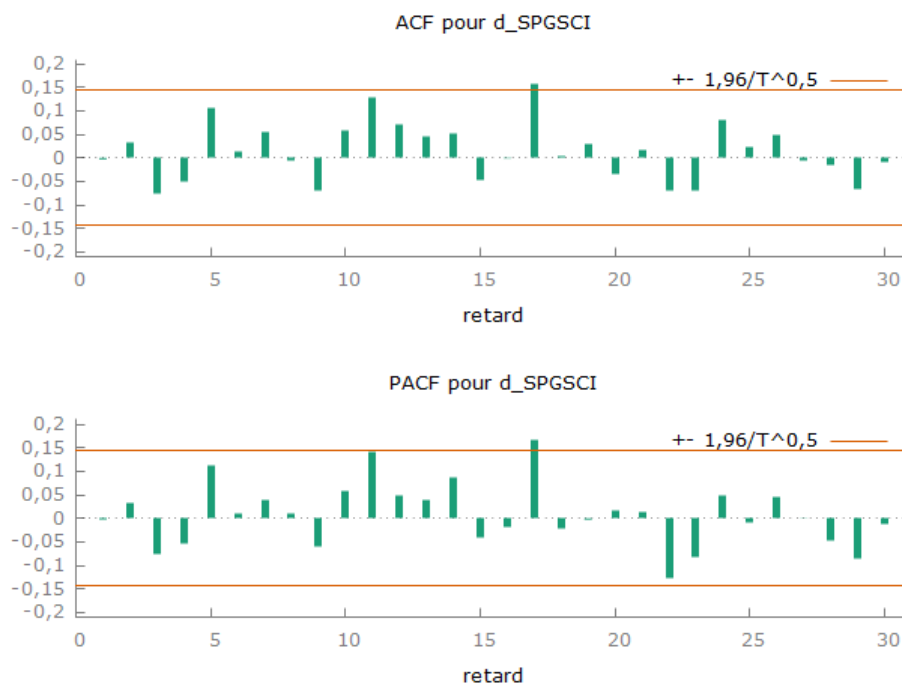 ACF pour d_SPGSCI
+- 1,96/T^0,5
0,2
0,15
0,1
0,05
0
-0,05
-0,1
-0,15
-0,2
0 5 10 15 20 25 30
retard
PACF pour d_SPGSCI
+- 1,96/T^0,5
0,2
0,15
0,1
0,05
0
-0,05
-0,1
-0,15
-0,2
0 5 10 15 20 25 30
retard